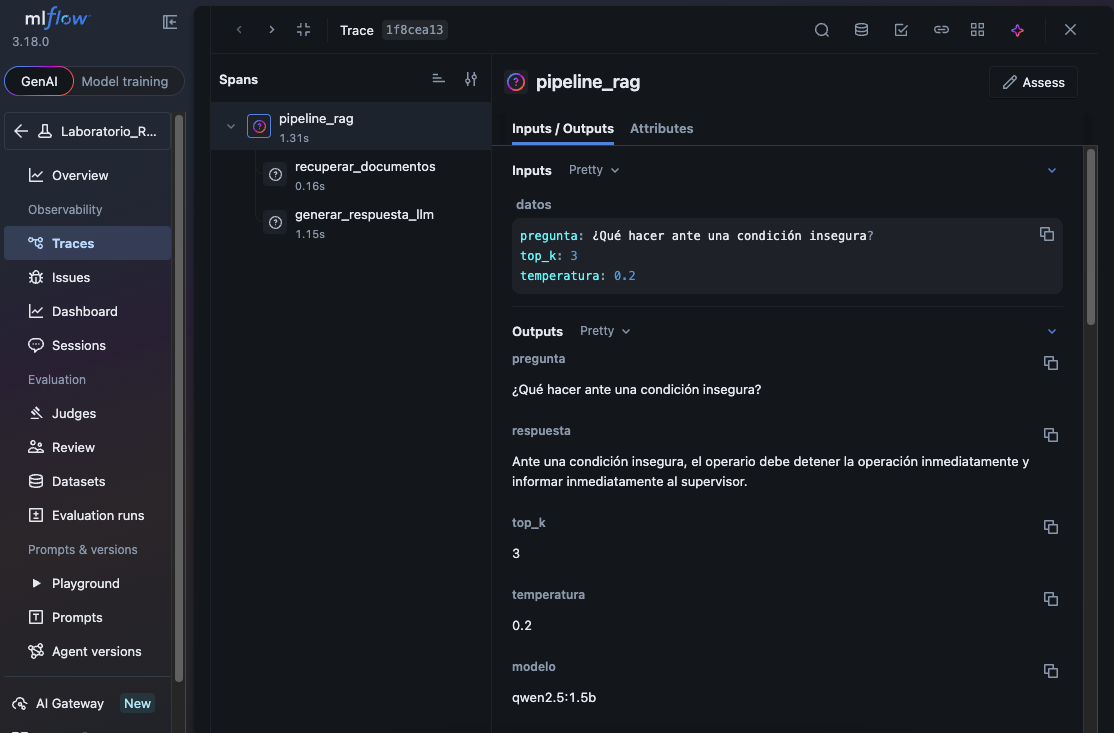 mlflow
3.18.0
GenAI
Model training
Laboratorio_R...
Overview
Observability
Traces
Issues
Dashboard
Sessions
Evaluation
Judges
Review
Datasets
Evaluation runs
Prompts & versions
Playground
Prompts
Agent versions
AI Gateway New
Trace 1f8cea13
Spans
pipeline_rag
1.31s
recuperar_documentos
0.16s
generar_respuesta_llm
1.15s
pipeline_rag
Assess
Inputs / Outputs Attributes
Inputs Pretty
datos
pregunta: ¿Qué hacer ante una condición insegura?
top_k: 3
temperatura: 0.2
Outputs Pretty
pregunta
¿Qué hacer ante una condición insegura?
respuesta
Ante una condición insegura, el operario debe detener la operación inmediatamente y
informar inmediatamente al supervisor.
top_k
3
temperatura
0.2
modelo
qwen2.5:1.5b